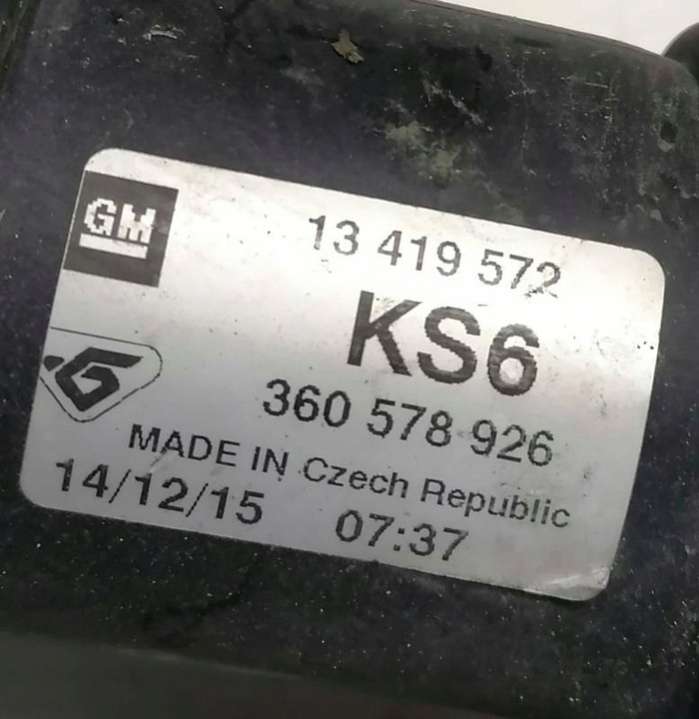 GM
13 419 572
KS6
360 578 926
MADE IN Czech Republic
14/12/15 07:37